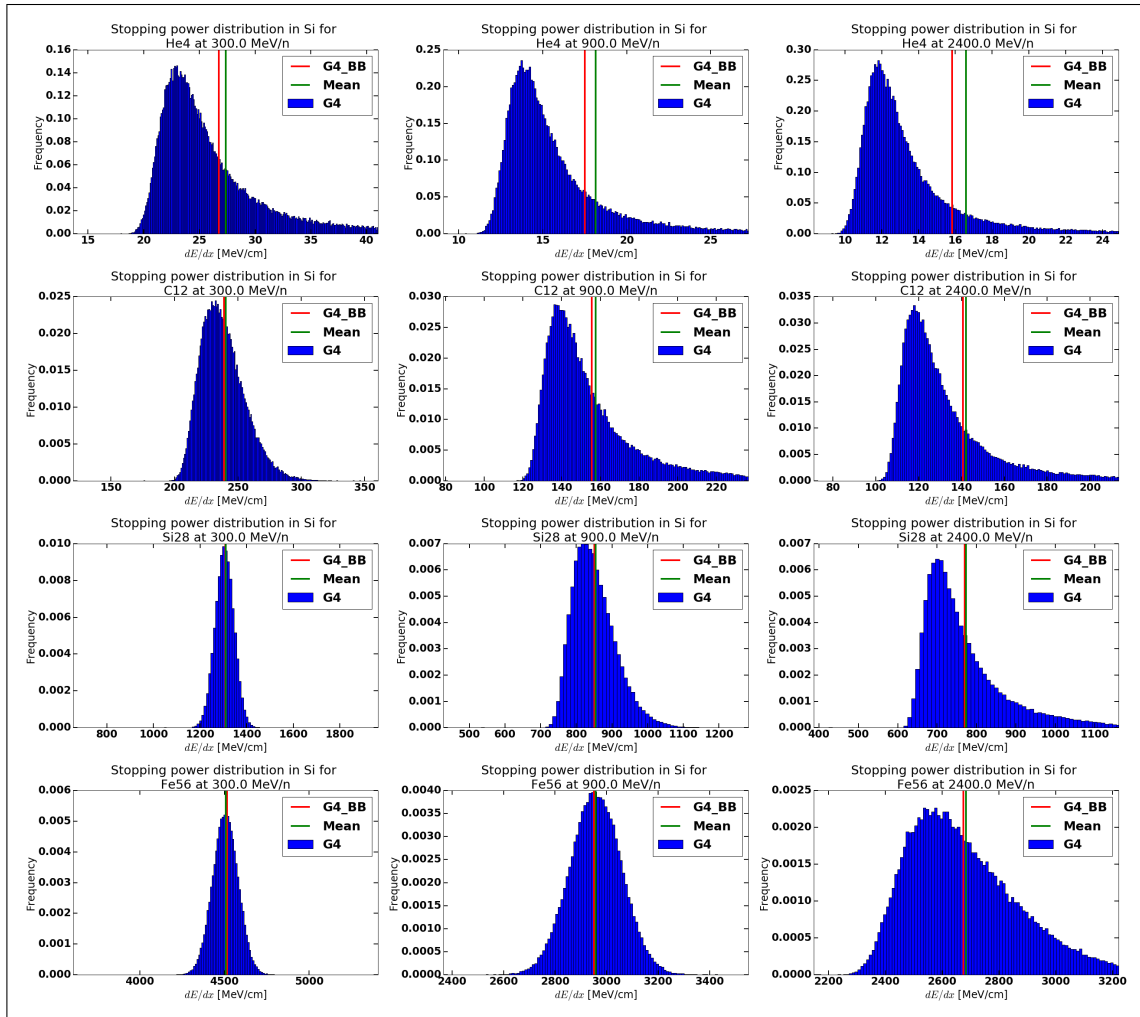 Stopping power distribution in Si for
He4 at 300.0 MeV/n
0.16
0.14
0.12
0.10
0.08
0.06
0.04
0.02
0.00
Frequency
15 20 25 30 35 40
dE/dx [MeV/cm]
G4_BB
Mean
G4
Stopping power distribution in Si for
He4 at 900.0 MeV/n
0.25
0.20
0.15
0.10
0.05
0.00
Frequency
10 15 20 25
dE/dx [MeV/cm]
G4_BB
Mean
G4
Stopping power distribution in Si for
He4 at 2400.0 MeV/n
0.30
0.25
0.20
0.15
0.10
0.05
0.00
Frequency
10 12 14 16 18 20 22 24
dE/dx [MeV/cm]
G4_BB
Mean
G4
Stopping power distribution in Si for
C12 at 300.0 MeV/n
0.025
0.020
0.015
0.010
0.005
0.000
Frequency
150 200 250 300 350
dE/dx [MeV/cm]
G4_BB
Mean
G4
Stopping power distribution in Si for
C12 at 900.0 MeV/n
0.030
0.025
0.020
0.015
0.010
0.005
0.000
Frequency
80 100 120 140 160 180 200 220
dE/dx [MeV/cm]
G4_BB
Mean
G4
Stopping power distribution in Si for
C12 at 2400.0 MeV/n
0.035
0.030
0.025
0.020
0.015
0.010
0.005
0.000
Frequency
80 100 120 140 160 180 200
dE/dx [MeV/cm]
G4_BB
Mean
G4
Stopping power distribution in Si for
Si28 at 300.0 MeV/n
0.010
0.008
0.006
0.004
0.002
0.000
Frequency
800 1000 1200 1400 1600 1800
dE/dx [MeV/cm]
G4_BB
Mean
G4
Stopping power distribution in Si for
Si28 at 900.0 MeV/n
0.007
0.006
0.005
0.004
0.003
0.002
0.001
0.000
Frequency
500 600 700 800 900 1000 1100 1200
dE/dx [MeV/cm]
G4_BB
Mean
G4
Stopping power distribution in Si for
Si28 at 2400.0 MeV/n
0.007
0.006
0.005
0.004
0.003
0.002
0.001
0.000
Frequency
400 500 600 700 800 900 1000 1100
dE/dx [MeV/cm]
G4_BB
Mean
G4
Stopping power distribution in Si for
Fe56 at 300.0 MeV/n
0.006
0.005
0.004
0.003
0.002
0.001
0.000
Frequency
4000 4500 5000
dE/dx [MeV/cm]
G4_BB
Mean
G4
Stopping power distribution in Si for
Fe56 at 900.0 MeV/n
0.0040
0.0035
0.0030
0.0025
0.0020
0.0015
0.0010
0.0005
0.0000
Frequency
2400 2600 2800 3000 3200 3400
dE/dx [MeV/cm]
G4_BB
Mean
G4
Stopping power distribution in Si for
Fe56 at 2400.0 MeV/n
0.0025
0.0020
0.0015
0.0010
0.0005
0.0000
Frequency
2200 2400 2600 2800 3000 3200
dE/dx [MeV/cm]
G4_BB
Mean
G4